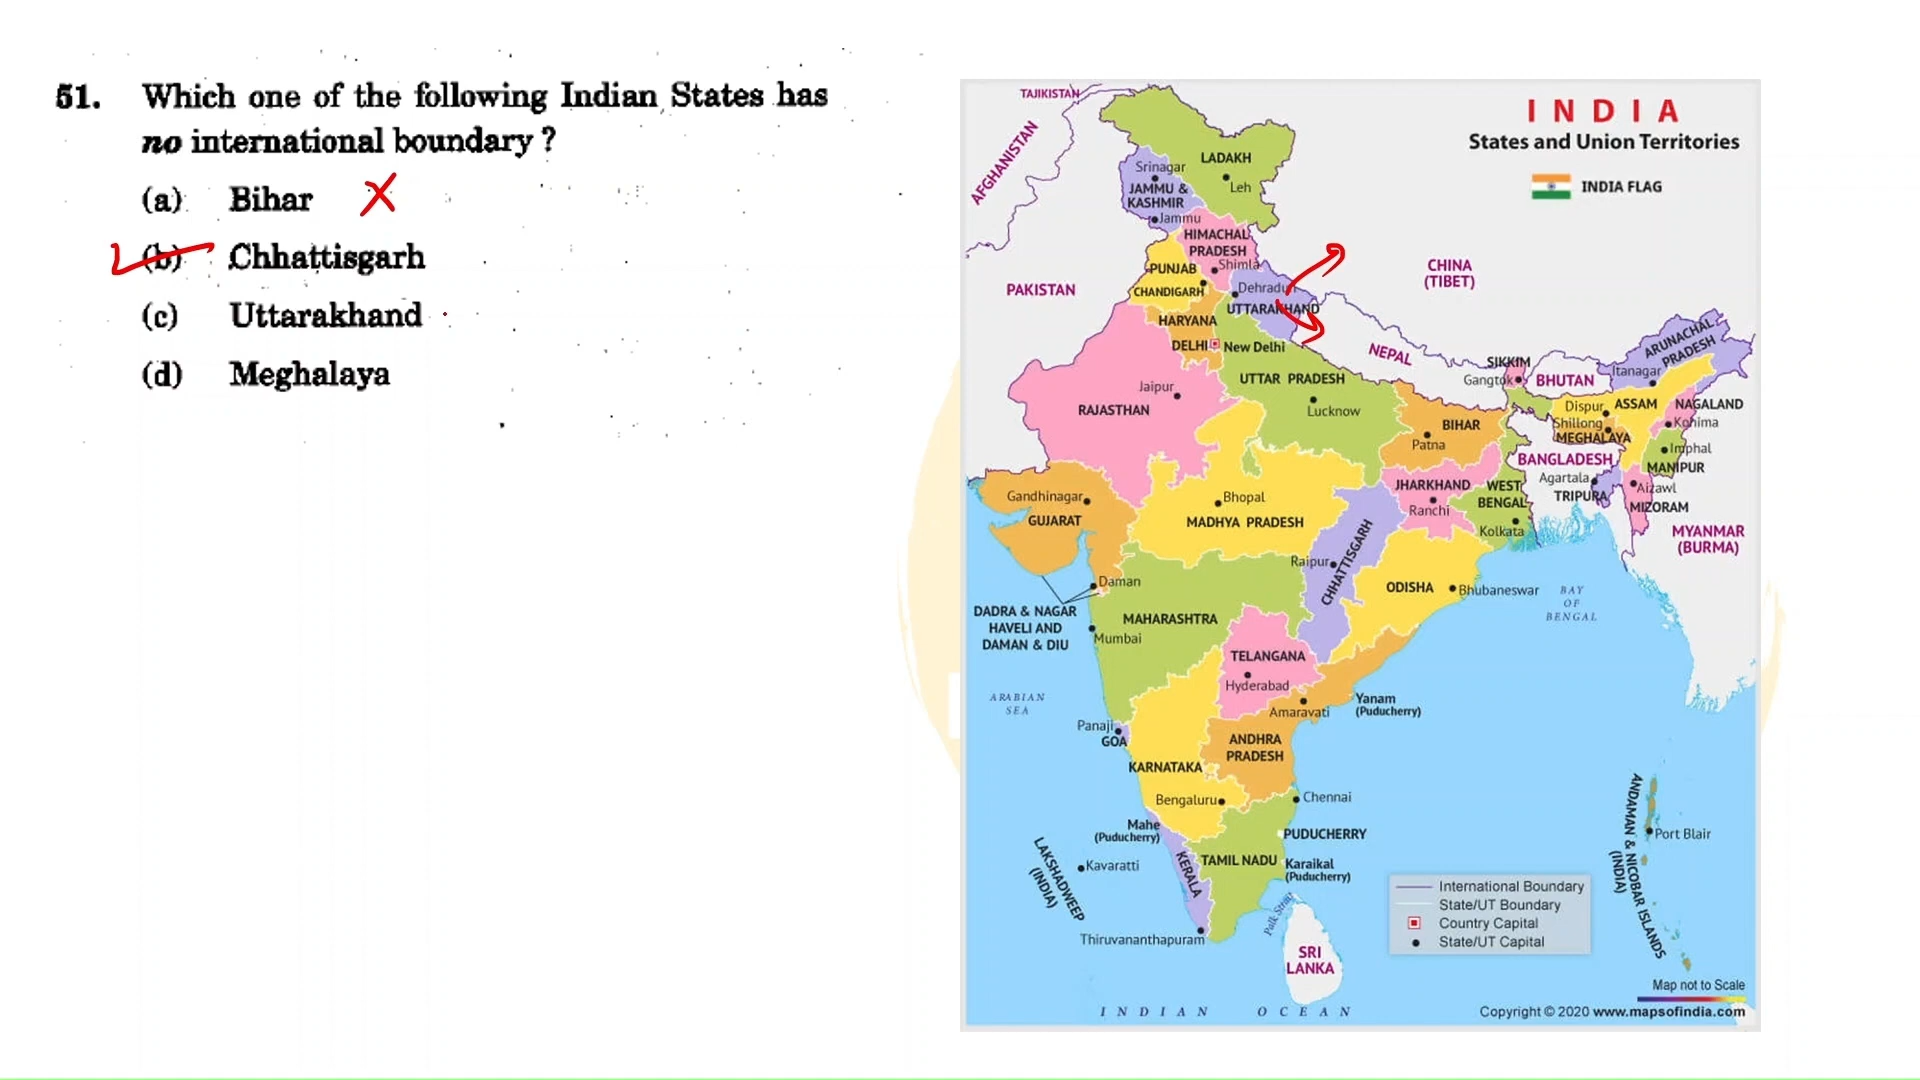 51. Which one of the following Indian States has
no international boundary ?
(a) Bihar
(b) Chhattisgarh
(c) Uttarakhand
(d) Meghalaya
INDIA
States and Union Territories
INDIA FLAG
TAJIKISTAN
AFGHANISTAN
LADAKH
Leh
Srinagar
JAMMU &
KASHMIR
Jammu
HIMACHAL
PRADESH
Shimla
PUNJAB
CHANDIGARH
Dehradun
UTTARAKHAND
CHINA
(TIBET)
PAKISTAN
HARYANA
DELHI
New Delhi
NEPAL
ARUNACHAL
PRADESH
Itanagar
SIKKIM
Gangtok
BHUTAN
UTTAR PRADESH
Lucknow
Jaipur
RAJASTHAN
BIHAR
Patna
Dispur
ASSAM
NAGALAND
Kohima
Shillong
MEGHALAYA
Imphal
MANIPUR
BANGLADESH
Agartala
TRIPURA
Aizawl
MIZORAM
MYANMAR
(BURMA)
JHARKHAND
Ranchi
WEST
BENGAL
Kolkata
Gandhinagar
GUJARAT
Bhopal
MADHYA PRADESH
CHHATTISGARH
Raipur
ODISHA
Bhubaneswar
BAY
OF
BENGAL
Daman
DADRA & NAGAR
HAVELI AND
DAMAN & DIU
MAHARASHTRA
Mumbai
TELANGANA
Hyderabad
ARABIAN
SEA
Amaravati
Yanam
(Puducherry)
Panaji
GOA
ANDHRA
PRADESH
KARNATAKA
Bengaluru
Chennai
Mahe
(Puducherry)
PUDUCHERRY
LAKSHADWEEP
(INDIA)
Kavaratti
KERALA
TAMIL NADU
Karaikal
(Puducherry)
Palk Strait
Thiruvananthapuram
SRI
LANKA
ANDAMAN & NICOBAR ISLANDS
(INDIA)
Port Blair
International Boundary
State/UT Boundary
Country Capital
State/UT Capital
Map not to Scale
INDIAN OCEAN
Copyright © 2020 www.mapsofindia.com